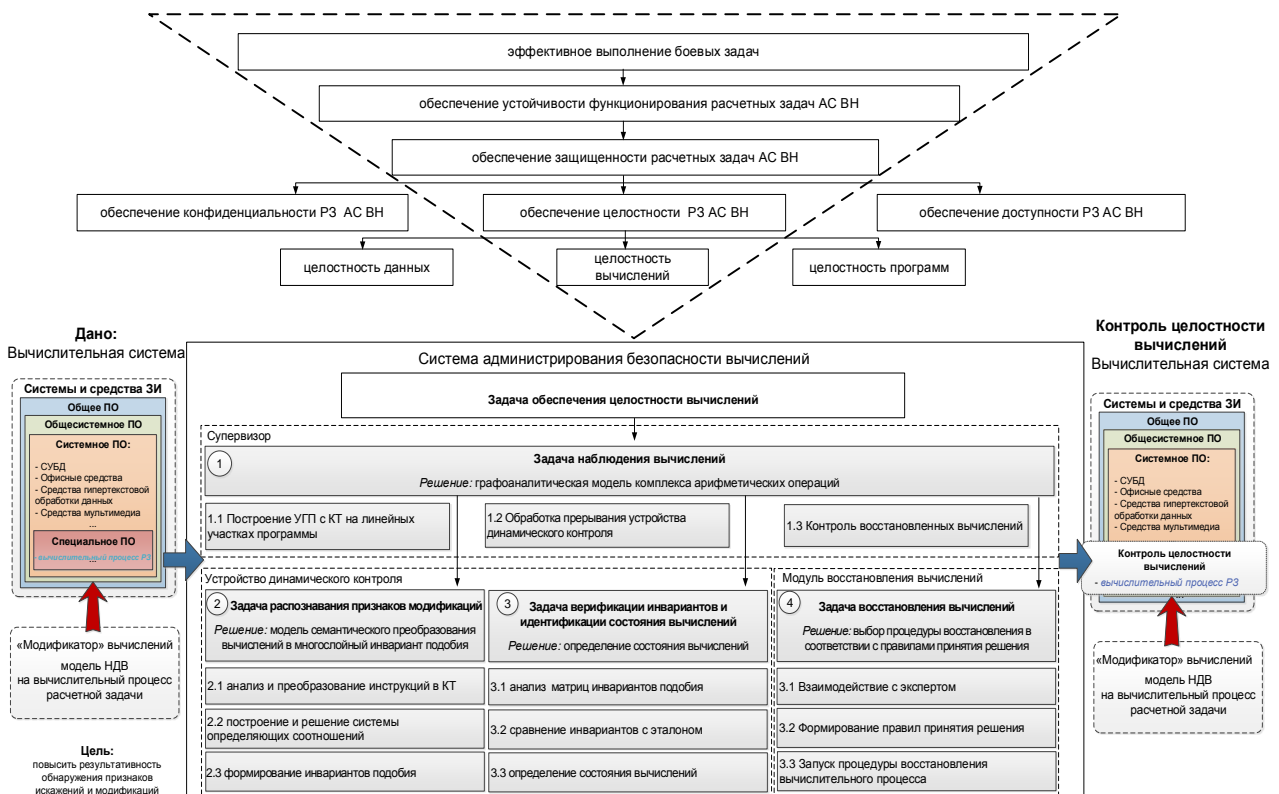 эффективное выполнение боевых задач
обеспечение устойчивости функционирования расчетных задач АС ВН
обеспечение защищенности расчетных задач АС ВН
обеспечение конфиденциальности РЗ АС ВН
обеспечение целостности РЗ АС ВН
обеспечение доступности РЗ АС ВН
целостность данных
целостность
вычислений
целостность программ
Дано:
Вычислительная система
Системы и средства ЗИ
Общее ПО
Общесистемное ПО
Системное ПО:
- СУБД
- Офисные средства
- Средства гипертекстовой
обработки данных
- Средства мультимедиа
...
Специальное ПО
- вычислительный процесс РЗ
...
«Модификатор» вычислений
модель НДВ
на вычислительный процесс
расчетной задачи
Цель:
повысить результативность
обнаружения признаков
искажений и модификаций
Система администрирования безопасности вычислений
Задача обеспечения целостности вычислений
Супервизор
1
Задача наблюдения вычислений
Решение: графоаналитическая модель комплекса арифметических операций
1.1 Построение УГП с КТ на линейных
участках программы
1.2 Обработка прерывания устройства
динамического контроля
1.3 Контроль восстановленных вычислений
Устройство динамического контроля
2
Задача распознавания признаков модификаций
Решение: модель семантического преобразования
вычислений в многослойный инвариант подобия
2.1 анализ и преобразование инструкций в КТ
2.2 построение и решение системы
определяющих соотношений
2.3 формирование инвариантов подобия
3
Задача верификации инвариантов и
идентификации состояния вычислений
Решение: определение состояния вычислений
3.1 анализ матриц инвариантов подобия
3.2 сравнение инвариантов с эталоном
3.3 определение состояния вычислений
Модуль восстановления вычислений
4
Задача восстановления вычислений
Решение: выбор процедуры восстановления в
соответствии с правилами принятия решения
3.1 Взаимодействие с экспертом
3.2 Формирование правил принятия решения
3.3 Запуск процедуры восстановления
вычислительного процесса
Контроль целостности
вычислений
Вычислительная система
Системы и средства ЗИ
Общее ПО
Общесистемное ПО
Системное ПО:
- СУБД
- Офисные средства
- Средства гипертекстовой
обработки данных
- Средства мультимедиа
Контроль целостности
вычислений
- вычислительный процесс РЗ
...
«Модификатор» вычислений
модель НДВ
на вычислительный процесс
расчетной задачи